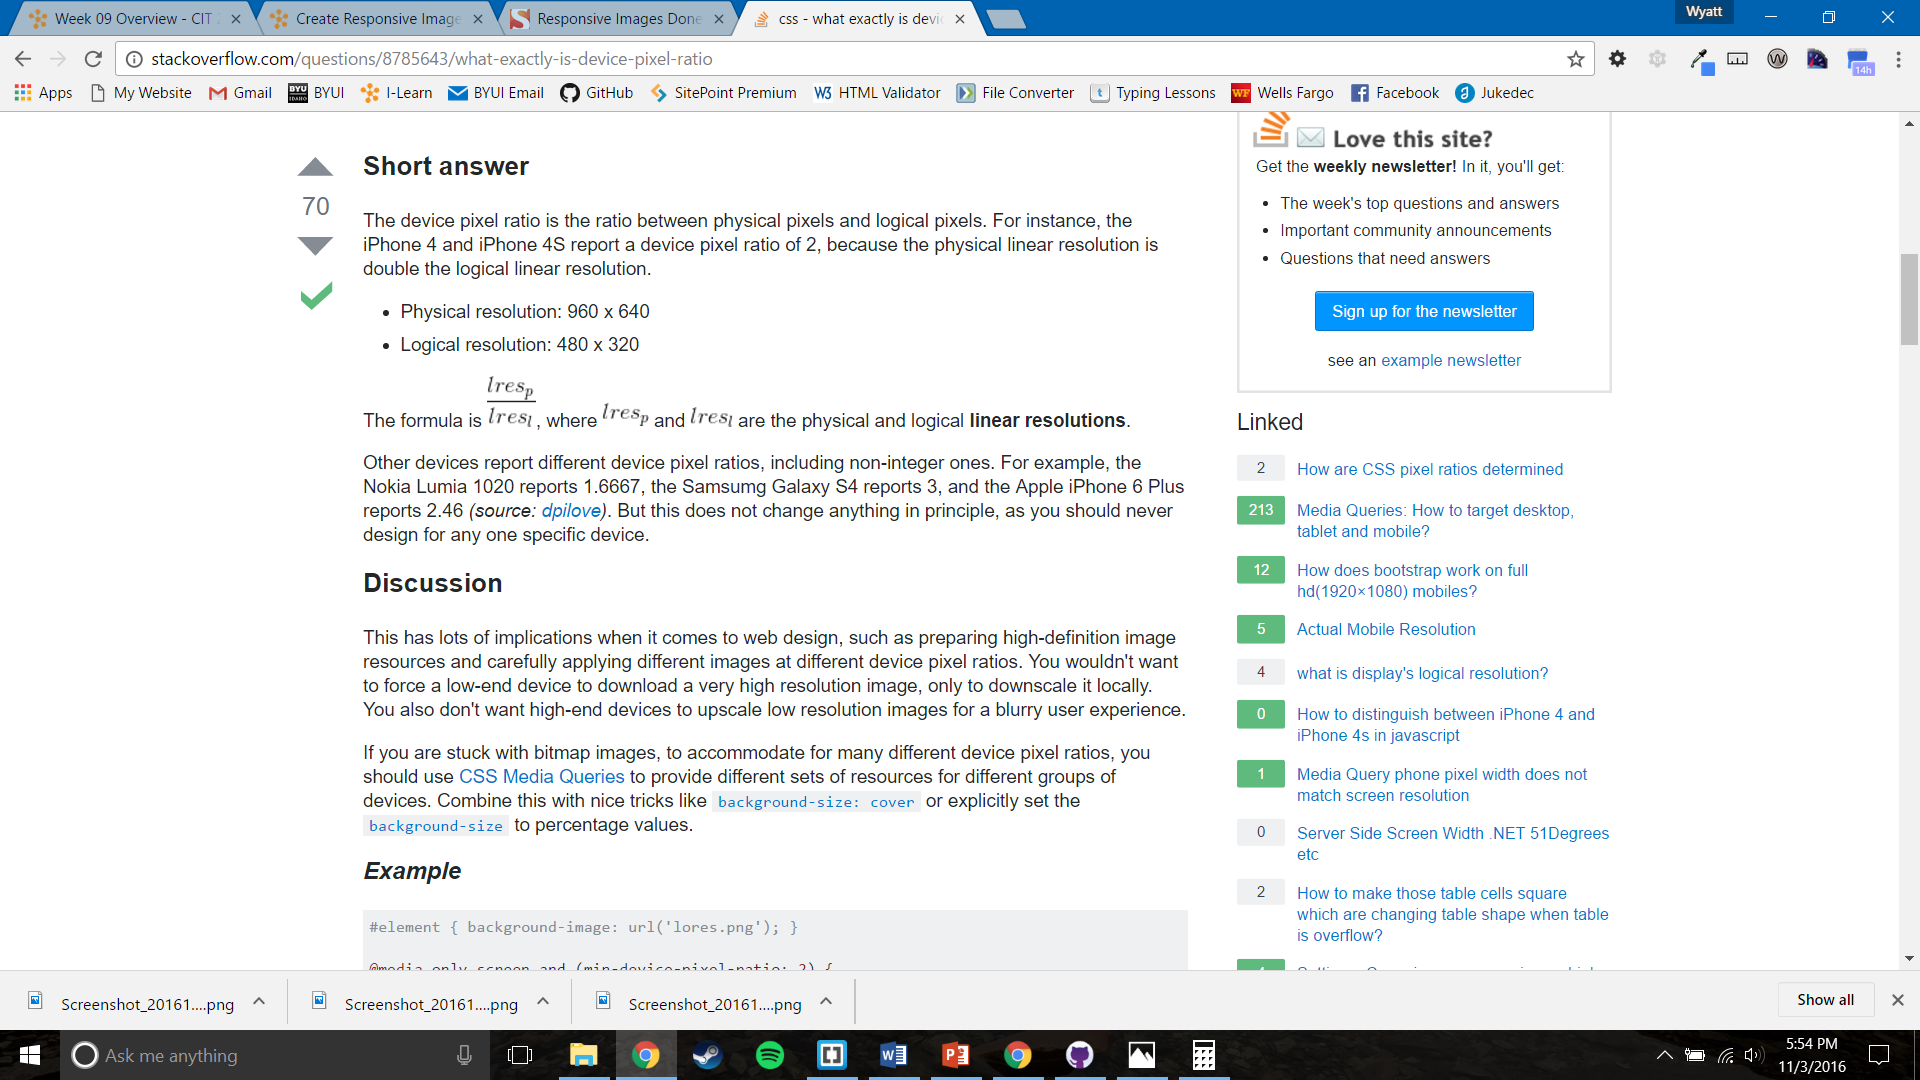 Week 09 Overview - CIT
Create Responsive Image
Responsive Images Done
css - what exactly is devi
Wyatt
stackoverflow.com/questions/8785643/what-exactly-is-device-pixel-ratio
14h
Apps
My Website
Gmail
BYU
IDAHO
BYUI
I-Learn
BYUI Email
GitHub
SitePoint Premium
W3
HTML Validator
File Converter
t
Typing Lessons
WF
Wells Fargo
Facebook
Jukedec
Short answer
70
The device pixel ratio is the ratio between physical pixels and logical pixels. For instance, the
iPhone 4 and iPhone 4S report a device pixel ratio of 2, because the physical linear resolution is
double the logical linear resolution.
• Physical resolution: 960 x 640
• Logical resolution: 480 x 320
The formula is lres_p / lres_l, where lres_p and lres_l are the physical and logical linear resolutions.
Other devices report different device pixel ratios, including non-integer ones. For example, the
Nokia Lumia 1020 reports 1.6667, the Samsumg Galaxy S4 reports 3, and the Apple iPhone 6 Plus
reports 2.46 (source: dpilove). But this does not change anything in principle, as you should never
design for any one specific device.
Discussion
This has lots of implications when it comes to web design, such as preparing high-definition image
resources and carefully applying different images at different device pixel ratios. You wouldn't want
to force a low-end device to download a very high resolution image, only to downscale it locally.
You also don't want high-end devices to upscale low resolution images for a blurry user experience.
If you are stuck with bitmap images, to accommodate for many different device pixel ratios, you
should use CSS Media Queries to provide different sets of resources for different groups of
devices. Combine this with nice tricks like background-size: cover or explicitly set the
background-size to percentage values.
Example
#element { background-image: url('lores.png'); }
@media only screen and (min-device-pixel-ratio: 2) {
Love this site?
Get the weekly newsletter! In it, you'll get:
• The week's top questions and answers
• Important community announcements
• Questions that need answers
Sign up for the newsletter
see an example newsletter
Linked
2 How are CSS pixel ratios determined
213 Media Queries: How to target desktop,
tablet and mobile?
12 How does bootstrap work on full
hd(1920×1080) mobiles?
5 Actual Mobile Resolution
4 what is display's logical resolution?
0 How to distinguish between iPhone 4 and
iPhone 4s in javascript
1 Media Query phone pixel width does not
match screen resolution
0 Server Side Screen Width .NET 51Degrees
etc
2 How to make those table cells square
which are changing table shape when table
is overflow?
Screenshot_20161....png
Screenshot_20161....png
Screenshot_20161....png
Show all
Ask me anything
5:54 PM
11/3/2016